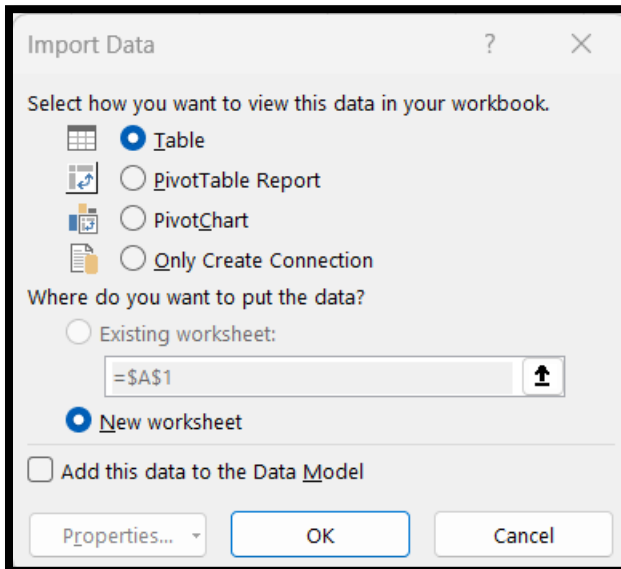 Import Data ?
Select how you want to view this data in your workbook.
Table
PivotTable Report
PivotChart
Only Create Connection
Where do you want to put the data?
Existing worksheet:
=$A$1
New worksheet
Add this data to the Data Model
Properties... OK Cancel